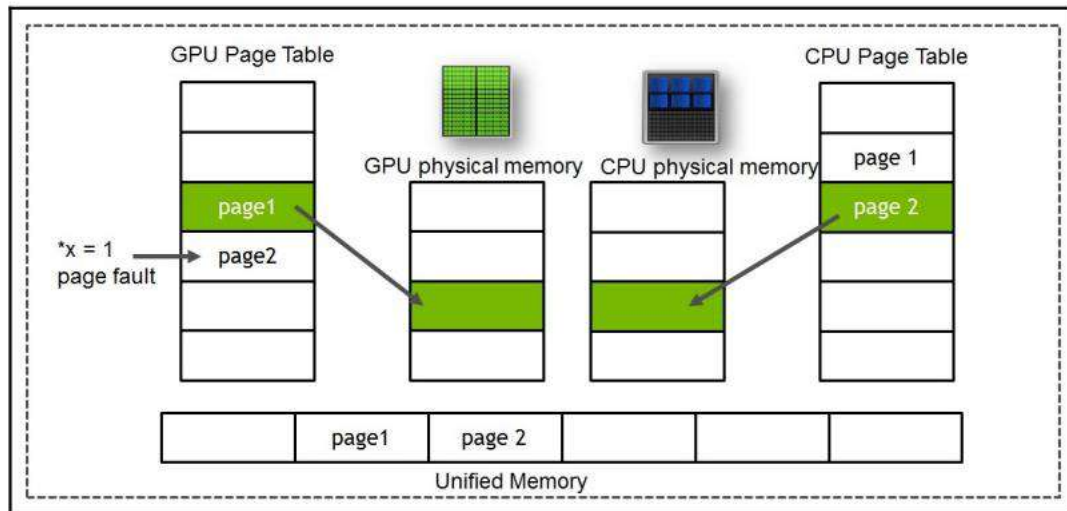 GPU Page Table
CPU Page Table
GPU physical memory
CPU physical memory
page 1
page1
page 2
*x = 1
page fault
page2
page1
page 2
Unified Memory